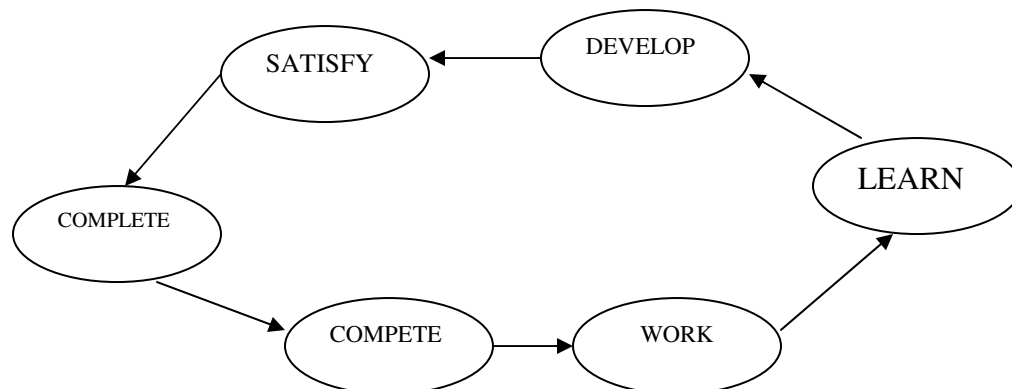 DEVELOP
SATISFY
LEARN
COMPLETE
COMPETE
WORK